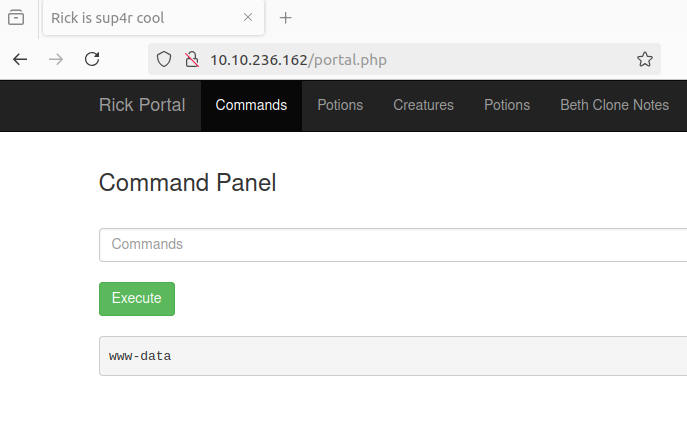 Rick is sup4r cool
10.10.236.162/portal.php
Rick Portal Commands Potions Creatures Potions Beth Clone Notes
Command Panel
Commands
Execute
www-data